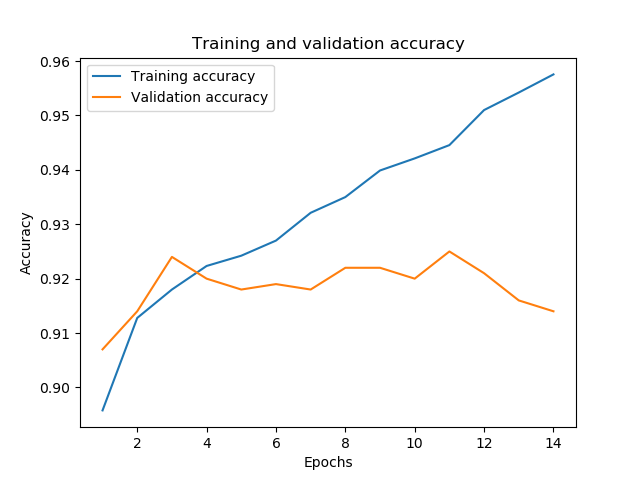 Training and validation accuracy
Training accuracy
Validation accuracy
0.96
0.95
0.94
0.93
0.92
0.91
0.90
Accuracy
2 4 6 8 10 12 14
Epochs